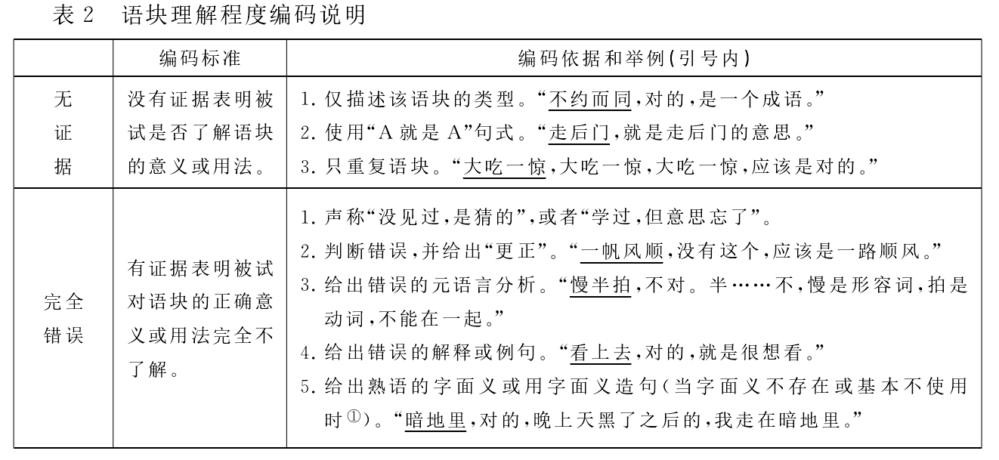 表 2 语块理解程度编码说明
编码标准 编码依据和举例(引号内)
无
证
据
没有证据表明被
试是否了解语块
的意义或用法。
1. 仅描述该语块的类型。“不约而同,对的,是一个成语。”
2. 使用“A 就是 A”句式。“走后门,就是走后门的意思。”
3. 只重复语块。“大吃一惊,大吃一惊,大吃一惊,应该是对的。”
完全
错误
有证据表明被试
对语块的正确意
义或用法完全不
了解。
1. 声称“没见过,是猜的”,或者“学过,但意思忘了”。
2. 判断错误,并给出“更正”。“一帆风顺,没有这个,应该是一路顺风。”
3. 给出错误的元语言分析。“慢半拍,不对。半……不,慢是形容词,拍是
动词,不能在一起。”
4. 给出错误的解释或例句。“看上去,对的,就是很想看。”
5. 给出熟语的字面义或用字面义造句(当字面义不存在或基本不使用
时①)。“暗地里,对的,晚上天黑了之后的,我走在暗地里。”